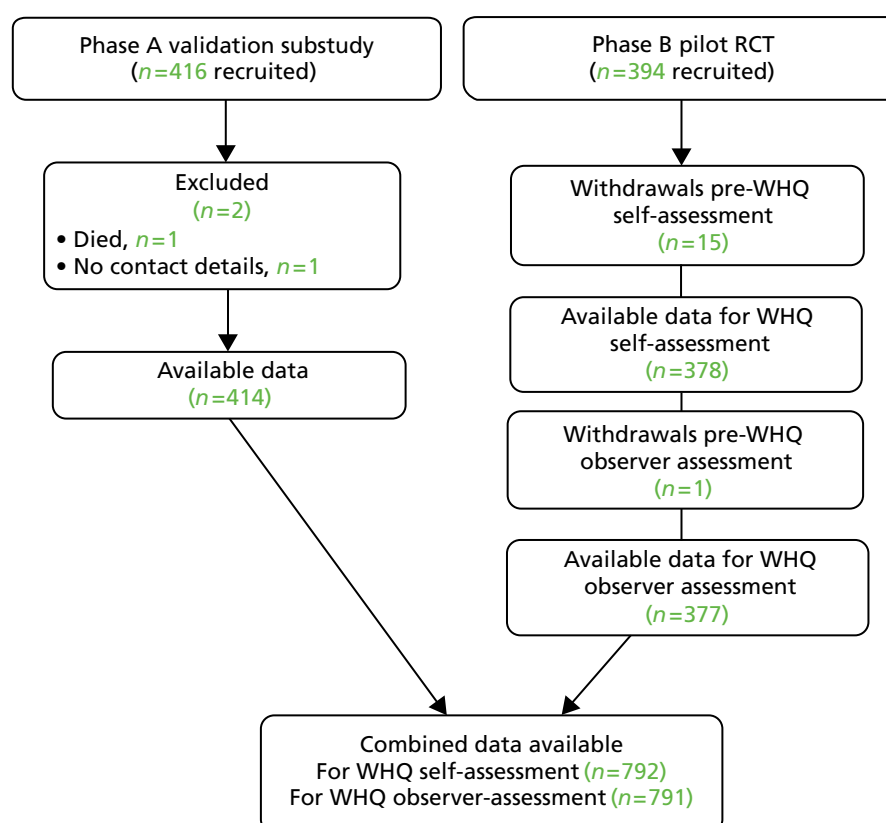 Phase A validation substudy
(n=416 recruited)
Excluded
(n=2)
• Died, n=1
• No contact details, n=1
Available data
(n=414)
Phase B pilot RCT
(n=394 recruited)
Withdrawals pre-WHQ
self-assessment
(n=15)
Available data for WHQ
self-assessment
(n=378)
Withdrawals pre-WHQ
observer assessment
(n=1)
Available data for WHQ
observer assessment
(n=377)
Combined data available
For WHQ self-assessment (n=792)
For WHQ observer-assessment (n=791)